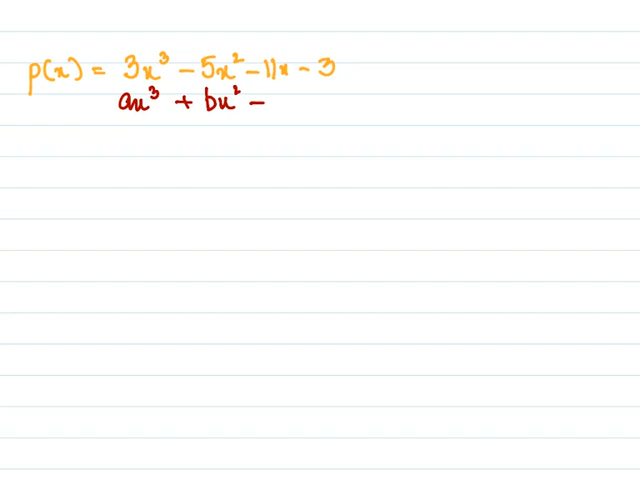 p(x) = 3x³ - 5x² - 11x - 3
ax³ + bx² -